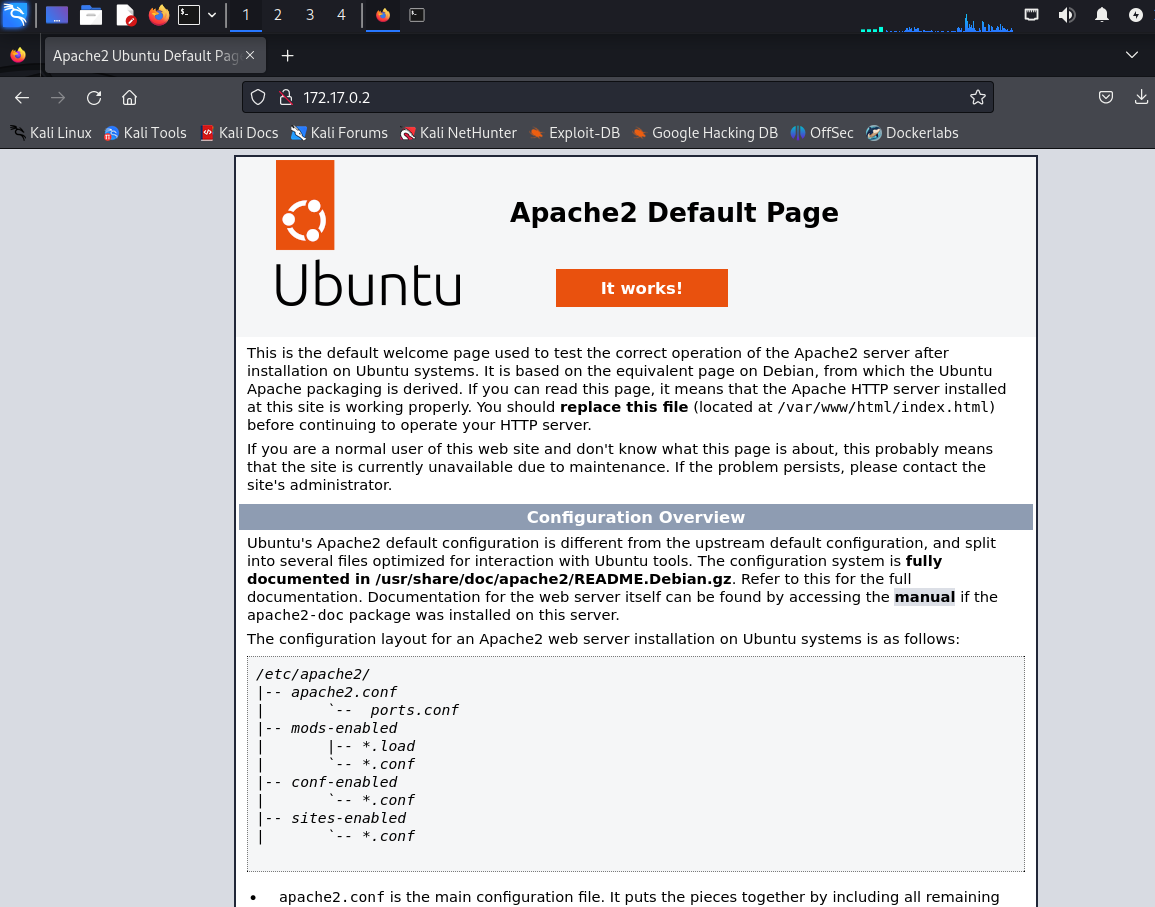 1 2 3 4
Apache2 Ubuntu Default Page
172.17.0.2
Kali Linux Kali Tools Kali Docs Kali Forums Kali NetHunter Exploit-DB Google Hacking DB OffSec Dockerlabs
Apache2 Default Page
Ubuntu
It works!
This is the default welcome page used to test the correct operation of the Apache2 server after
installation on Ubuntu systems. It is based on the equivalent page on Debian, from which the Ubuntu
Apache packaging is derived. If you can read this page, it means that the Apache HTTP server installed
at this site is working properly. You should replace this file (located at /var/www/html/index.html)
before continuing to operate your HTTP server.
If you are a normal user of this web site and don't know what this page is about, this probably means
that the site is currently unavailable due to maintenance. If the problem persists, please contact the
site's administrator.
Configuration Overview
Ubuntu's Apache2 default configuration is different from the upstream default configuration, and split
into several files optimized for interaction with Ubuntu tools. The configuration system is fully
documented in /usr/share/doc/apache2/README.Debian.gz. Refer to this for the full
documentation. Documentation for the web server itself can be found by accessing the manual if the
apache2-doc package was installed on this server.
The configuration layout for an Apache2 web server installation on Ubuntu systems is as follows:
/etc/apache2/
|-- apache2.conf
|       `--  ports.conf
|-- mods-enabled
|       |-- *.load
|       `-- *.conf
|-- conf-enabled
|       `-- *.conf
|-- sites-enabled
|       `-- *.conf
• apache2.conf is the main configuration file. It puts the pieces together by including all remaining